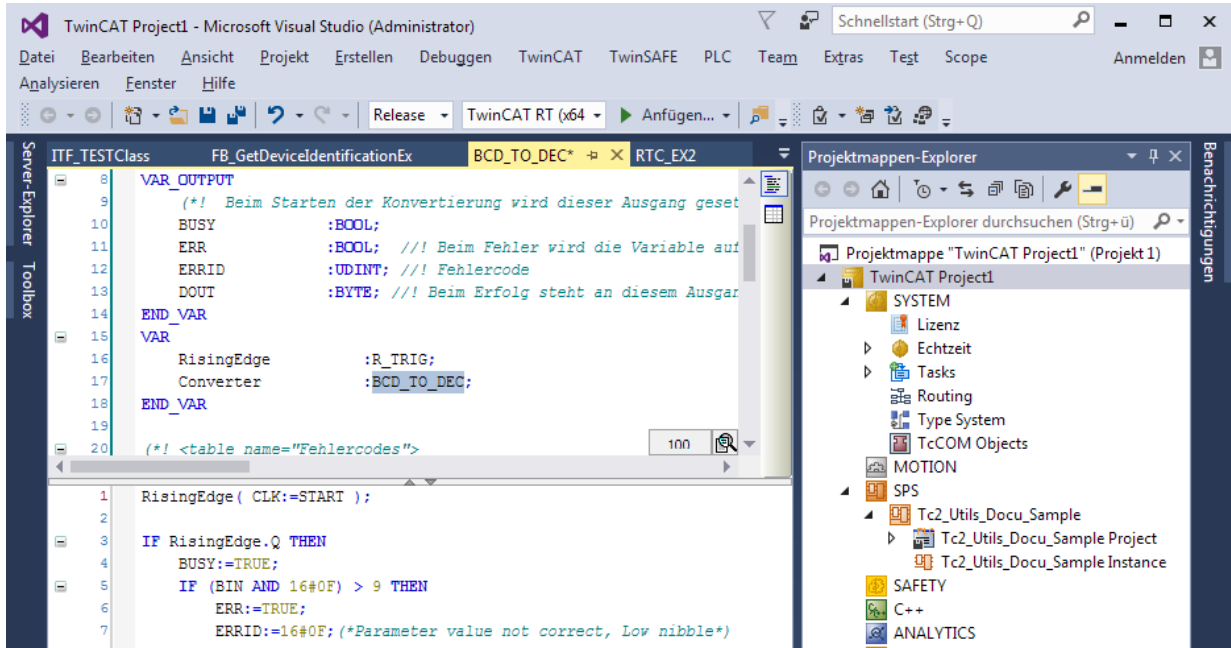 TwinCAT Project1 - Microsoft Visual Studio (Administrator)
Schnellstart (Strg+Q)
Datei Bearbeiten Ansicht Projekt Erstellen Debuggen TwinCAT TwinSAFE PLC Team Extras Test Scope Anmelden
Analysieren Fenster Hilfe
Release TwinCAT RT (x64 Anfügen...
Server-Explorer
Toolbox
ITF_TESTClass FB_GetDeviceIdentificationEx BCD_TO_DEC* RTC_EX2
8 VAR_OUTPUT
9 (*! Beim Starten der Konvertierung wird dieser Ausgang geset
10 BUSY :BOOL;
11 ERR :BOOL; //! Beim Fehler wird die Variable auf
12 ERRID :UDINT; //! Fehlercode
13 DOUT :BYTE; //! Beim Erfolg steht an diesem Ausgan
14 END_VAR
15 VAR
16 RisingEdge :R_TRIG;
17 Converter :BCD_TO_DEC;
18 END_VAR
19
20 (*! <table name="Fehlercodes">
100
1 RisingEdge( CLK:=START );
2
3 IF RisingEdge.Q THEN
4 BUSY:=TRUE;
5 IF (BIN AND 16#0F) > 9 THEN
6 ERR:=TRUE;
7 ERRID:=16#0F;(*Parameter value not correct, Low nibble*)
Projektmappen-Explorer
Projektmappen-Explorer durchsuchen (Strg+ü)
Projektmappe "TwinCAT Project1" (Projekt 1)
TwinCAT Project1
SYSTEM
Lizenz
Echtzeit
Tasks
Routing
Type System
TcCOM Objects
MOTION
SPS
Tc2_Utils_Docu_Sample
Tc2_Utils_Docu_Sample Project
Tc2_Utils_Docu_Sample Instance
SAFETY
C++
ANALYTICS
Benachrichtigungen